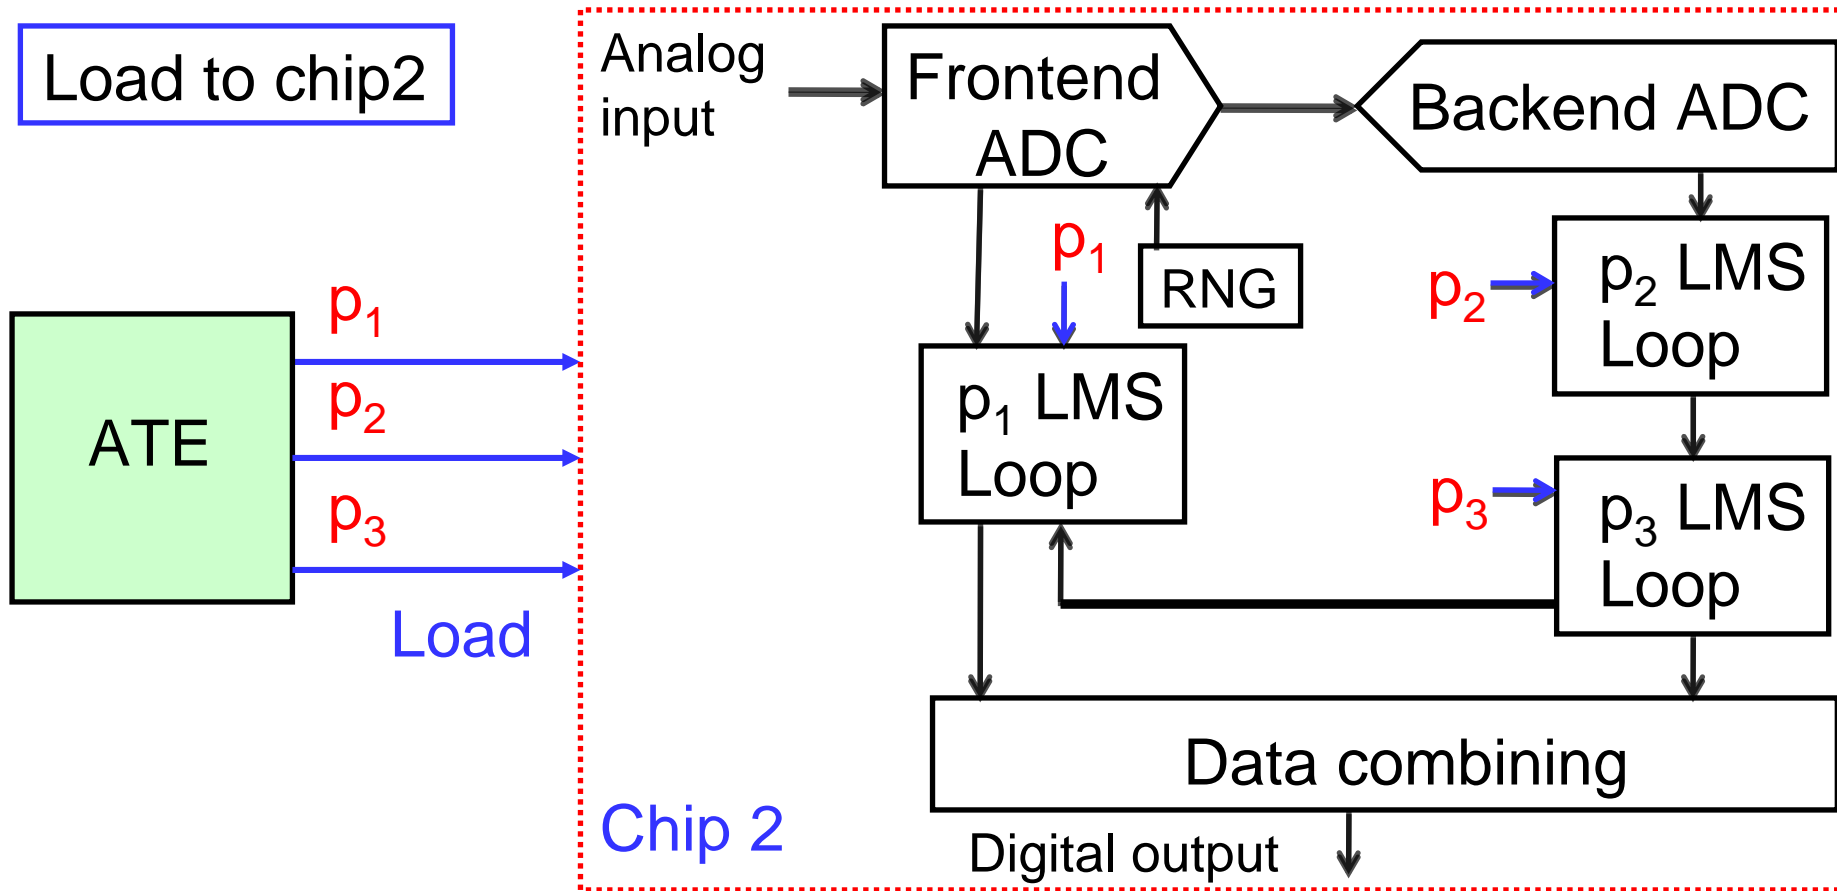 Load to chip2
Analog
input
Frontend
ADC
Backend ADC
p1
RNG
p2
p2 LMS
Loop
p1
p2
p3
ATE
Load
p1 LMS
Loop
p3
p3 LMS
Loop
Data combining
Chip 2
Digital output